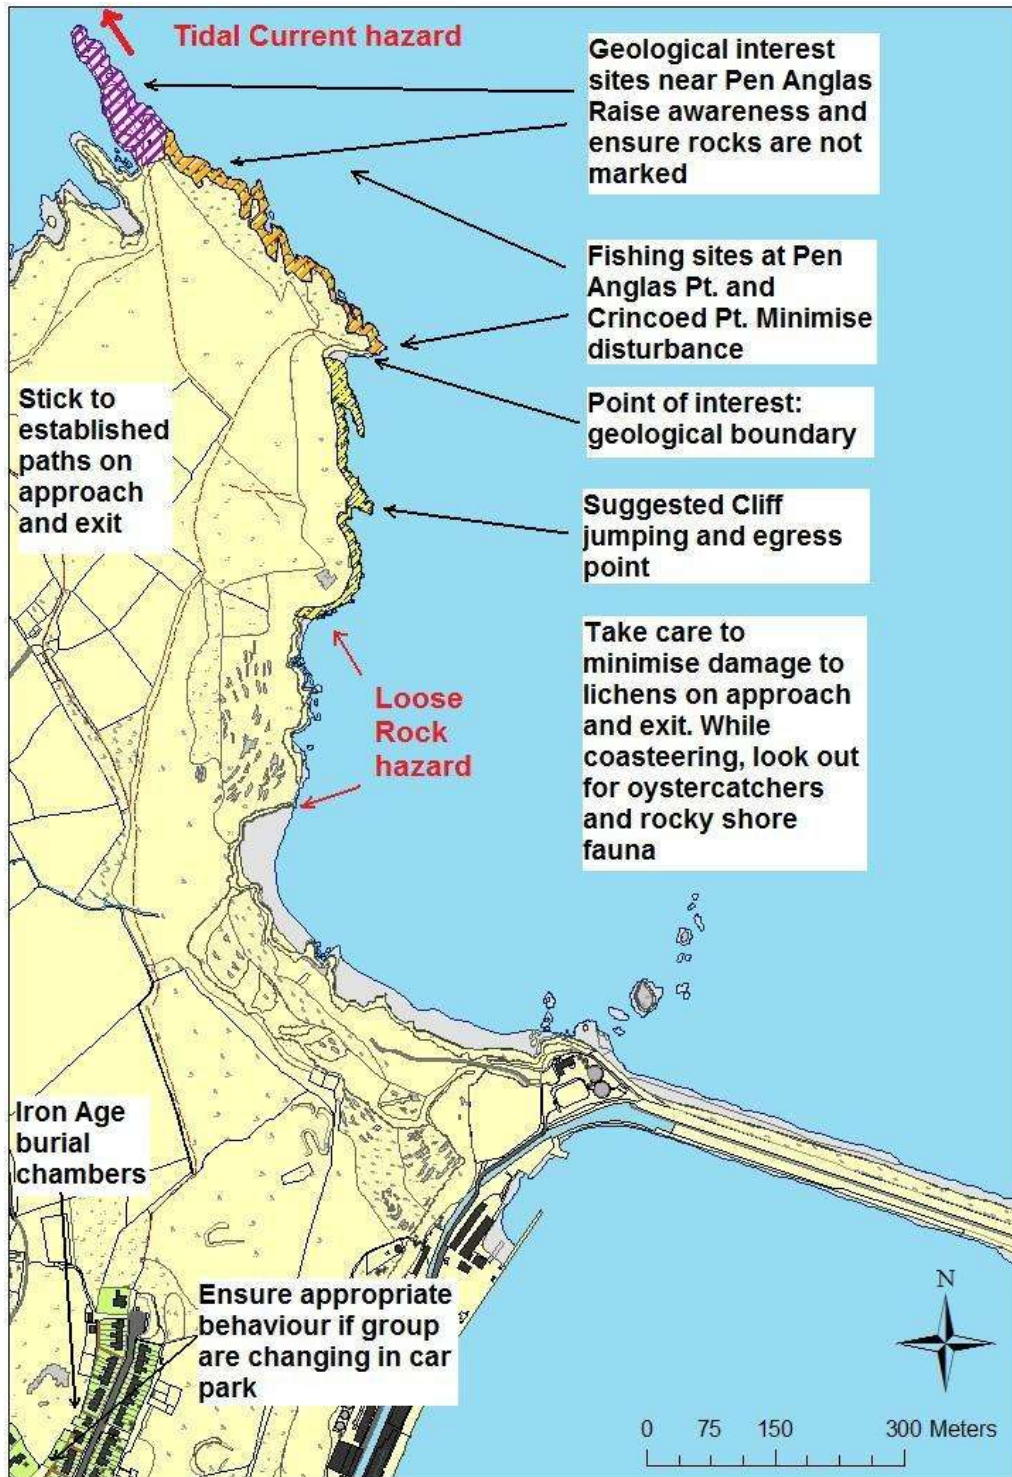 Tidal Current hazard
Geological interest
sites near Pen Anglas
Raise awareness and
ensure rocks are not
marked
Fishing sites at Pen
Anglas Pt. and
Crincoed Pt. Minimise
disturbance
Stick to
established
paths on
approach
and exit
Point of interest:
geological boundary
Suggested Cliff
jumping and egress
point
Take care to
minimise damage to
lichens on approach
and exit. While
coasteering, look out
for oystercatchers
and rocky shore
fauna
Loose
Rock
hazard
Iron Age
burial
chambers
Ensure appropriate
behaviour if group
are changing in car
park
N
0 75 150 300 Meters